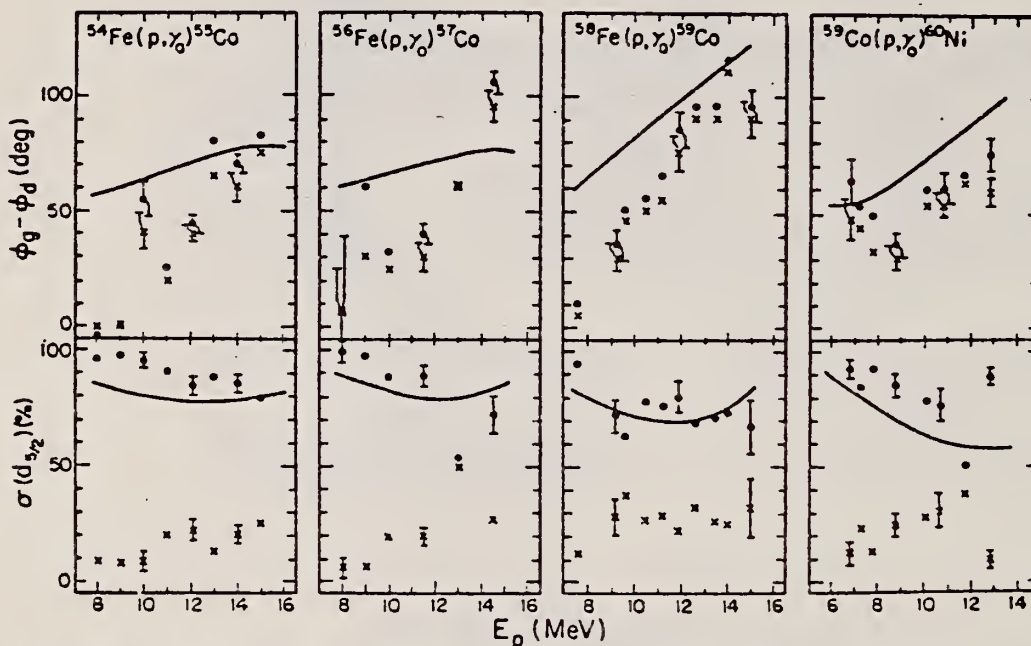 ⁵⁴Fe(p,γ₀)⁵⁵Co
⁵⁶Fe(p,γ₀)⁵⁷Co
⁵⁸Fe(p,γ₀)⁵⁹Co
⁵⁹Co(p,γ₀)⁶⁰Ni
ϕg-ϕd (deg)
100
50
0
σ(d₅/₂)(%)
100
50
0
8 10 12 14 16
8 10 12 14 16
8 10 12 14 16
6 8 10 12 14
Ep (MeV)